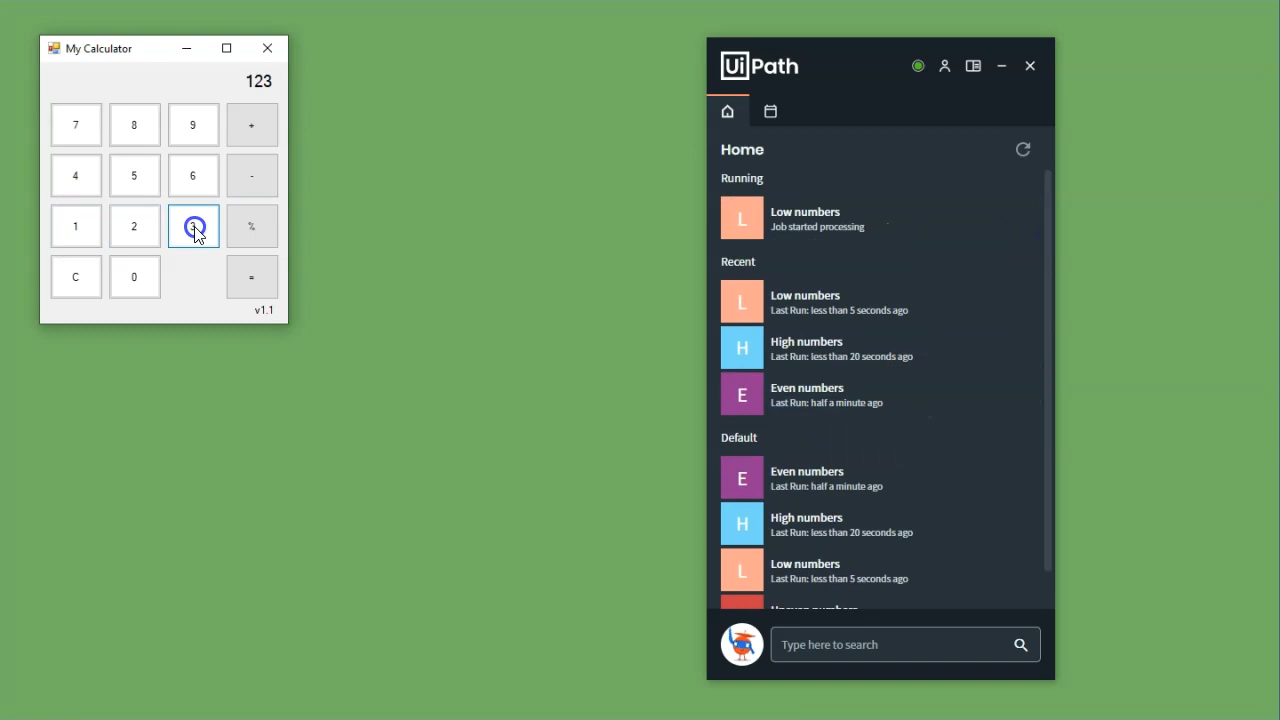 My Calculator
123
7 8 9 +
4 5 6 -
1 2 3 %
C 0 =
v1.1
UiPath
Home
Running
L
Low numbers
Job started processing
Recent
L
Low numbers
Last Run: less than 5 seconds ago
H
High numbers
Last Run: less than 20 seconds ago
E
Even numbers
Last Run: half a minute ago
Default
E
Even numbers
Last Run: half a minute ago
H
High numbers
Last Run: less than 20 seconds ago
L
Low numbers
Last Run: less than 5 seconds ago
numbers
Type here to search